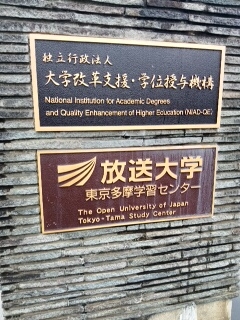 独立行政法人
大学改革支援・学位授与機構
National Institution for Academic Degrees
and Quality Enhancement of Higher Education (NIAD-QE)
放送大学
東京多摩学習センター
The Open University of Japan
Tokyo・Tama Study Center